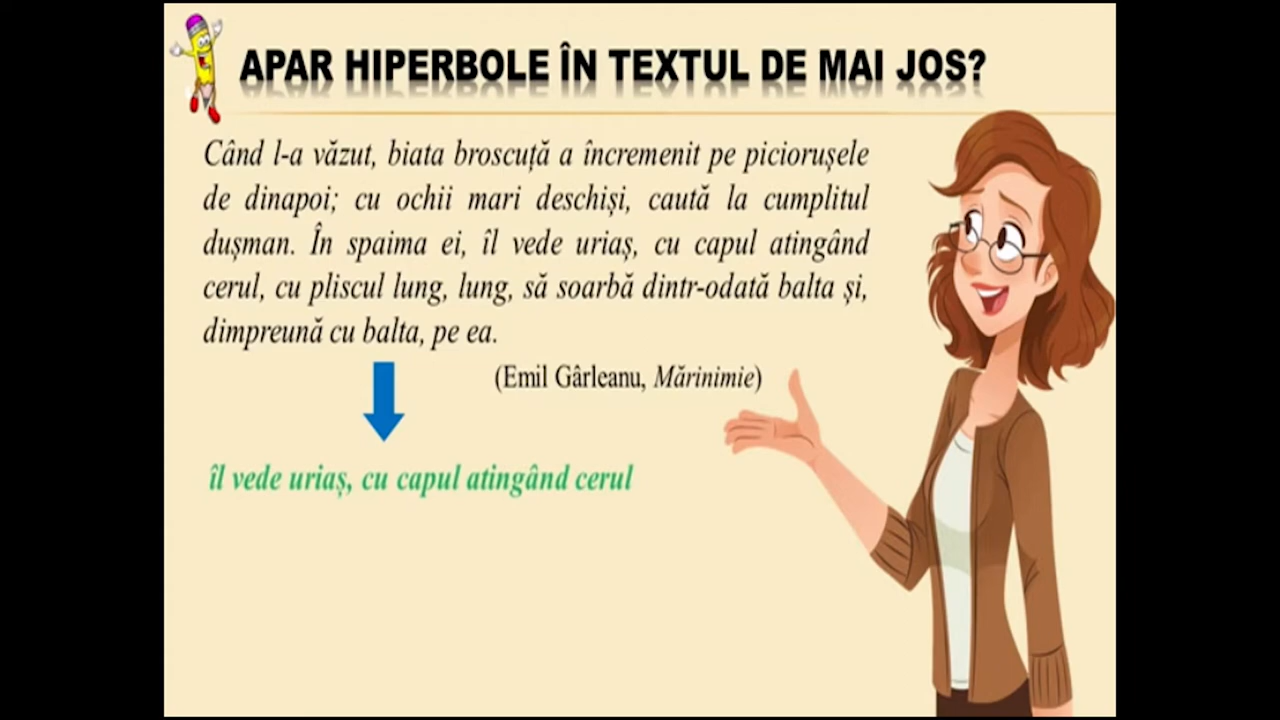 APAR HIPERBOLE ÎN TEXTUL DE MAI JOS?
Când l-a văzut, biata broscuță a încremenit pe piciorușele
de dinapoi; cu ochii mari deschiși, caută la cumplitul
dușman. În spaima ei, îl vede uriaș, cu capul atingând
cerul, cu pliscul lung, lung, să soarbă dintr-odată balta și,
dimpreună cu balta, pe ea.
(Emil Gârleanu, Mărinimie)
îl vede uriaș, cu capul atingând cerul